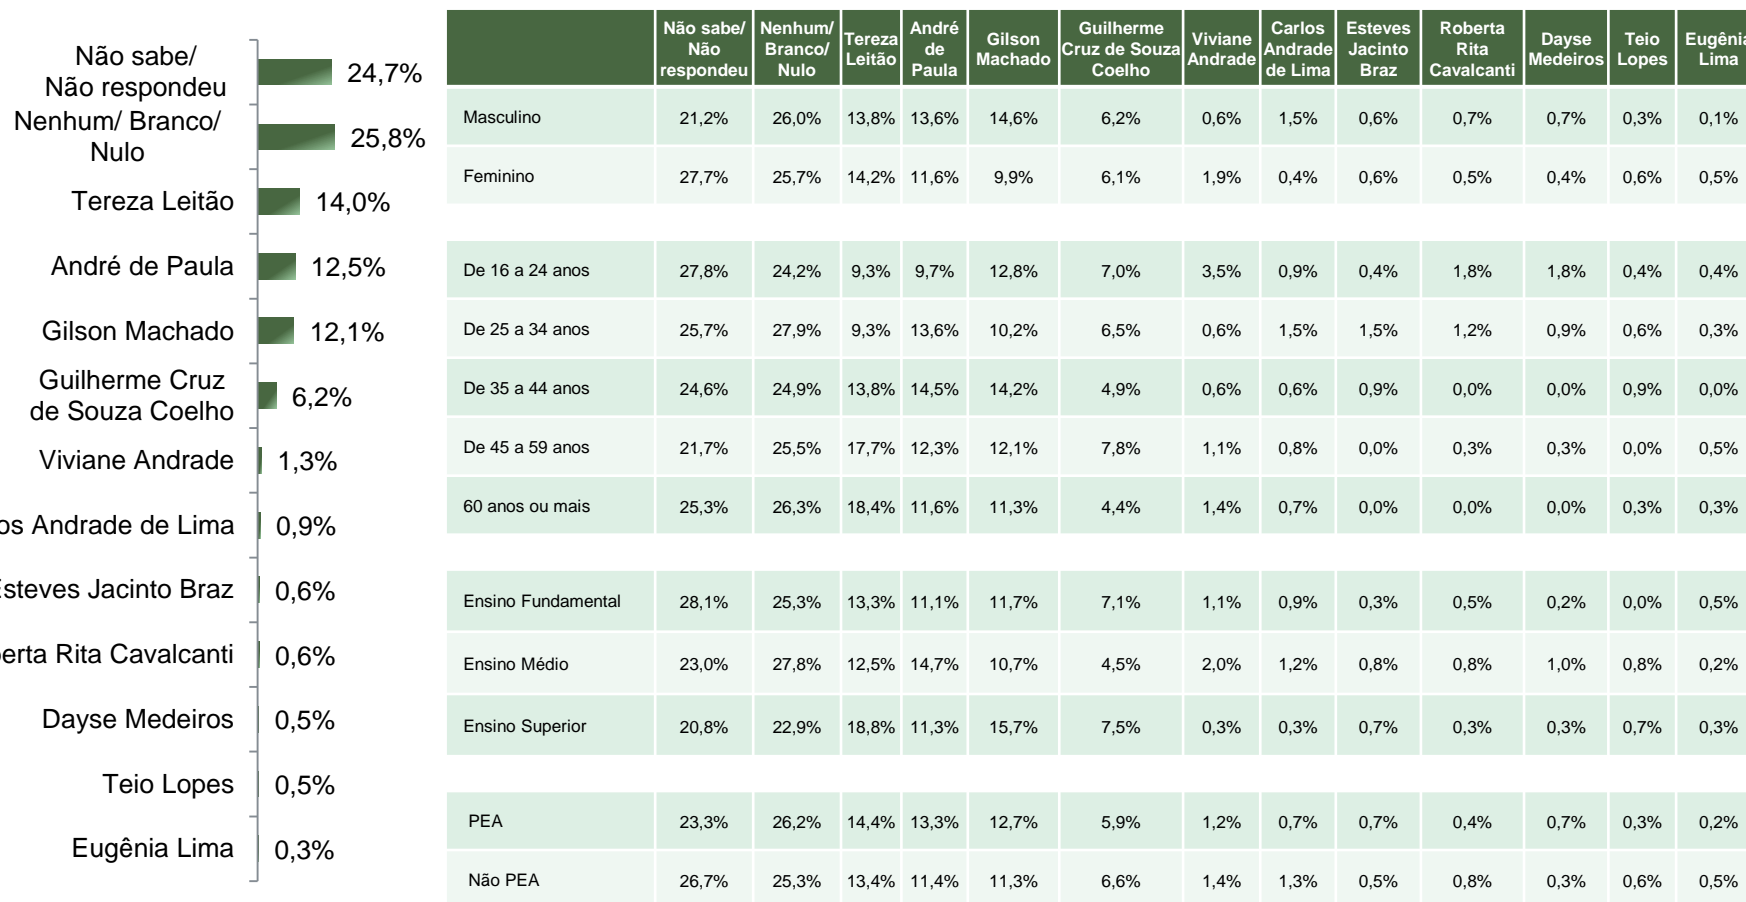 Não sabe/
Não respondeu
24,7%
Nenhum/ Branco/
Nulo
25,8%
Tereza Leitão
14,0%
André de Paula
12,5%
Gilson Machado
12,1%
Guilherme Cruz
de Souza Coelho
6,2%
Viviane Andrade
1,3%
os Andrade de Lima
0,9%
Esteves Jacinto Braz
0,6%
erta Rita Cavalcanti
0,6%
Dayse Medeiros
0,5%
Teio Lopes
0,5%
Eugênia Lima
0,3%
Não sabe/
Não
respondeu
Nenhum/
Branco/
Nulo
Tereza
Leitão
André
de
Paula
Gilson
Machado
Guilherme
Cruz de Souza
Coelho
Viviane
Andrade
Carlos
Andrade
de Lima
Esteves
Jacinto
Braz
Roberta
Rita
Cavalcanti
Dayse
Medeiros
Teio
Lopes
Eugênia
Lima
Masculino 21,2% 26,0% 13,8% 13,6% 14,6% 6,2% 0,6% 1,5% 0,6% 0,7% 0,7% 0,3% 0,1%
Feminino 27,7% 25,7% 14,2% 11,6% 9,9% 6,1% 1,9% 0,4% 0,6% 0,5% 0,4% 0,6% 0,5%
De 16 a 24 anos 27,8% 24,2% 9,3% 9,7% 12,8% 7,0% 3,5% 0,9% 0,4% 1,8% 1,8% 0,4% 0,4%
De 25 a 34 anos 25,7% 27,9% 9,3% 13,6% 10,2% 6,5% 0,6% 1,5% 1,5% 1,2% 0,9% 0,6% 0,3%
De 35 a 44 anos 24,6% 24,9% 13,8% 14,5% 14,2% 4,9% 0,6% 0,6% 0,9% 0,0% 0,0% 0,9% 0,0%
De 45 a 59 anos 21,7% 25,5% 17,7% 12,3% 12,1% 7,8% 1,1% 0,8% 0,0% 0,3% 0,3% 0,0% 0,5%
60 anos ou mais 25,3% 26,3% 18,4% 11,6% 11,3% 4,4% 1,4% 0,7% 0,0% 0,0% 0,0% 0,3% 0,3%
Ensino Fundamental 28,1% 25,3% 13,3% 11,1% 11,7% 7,1% 1,1% 0,9% 0,3% 0,5% 0,2% 0,0% 0,5%
Ensino Médio 23,0% 27,8% 12,5% 14,7% 10,7% 4,5% 2,0% 1,2% 0,8% 0,8% 1,0% 0,8% 0,2%
Ensino Superior 20,8% 22,9% 18,8% 11,3% 15,7% 7,5% 0,3% 0,3% 0,7% 0,3% 0,3% 0,7% 0,3%
PEA 23,3% 26,2% 14,4% 13,3% 12,7% 5,9% 1,2% 0,7% 0,7% 0,4% 0,7% 0,3% 0,2%
Não PEA 26,7% 25,3% 13,4% 11,4% 11,3% 6,6% 1,4% 1,3% 0,5% 0,8% 0,3% 0,6% 0,5%